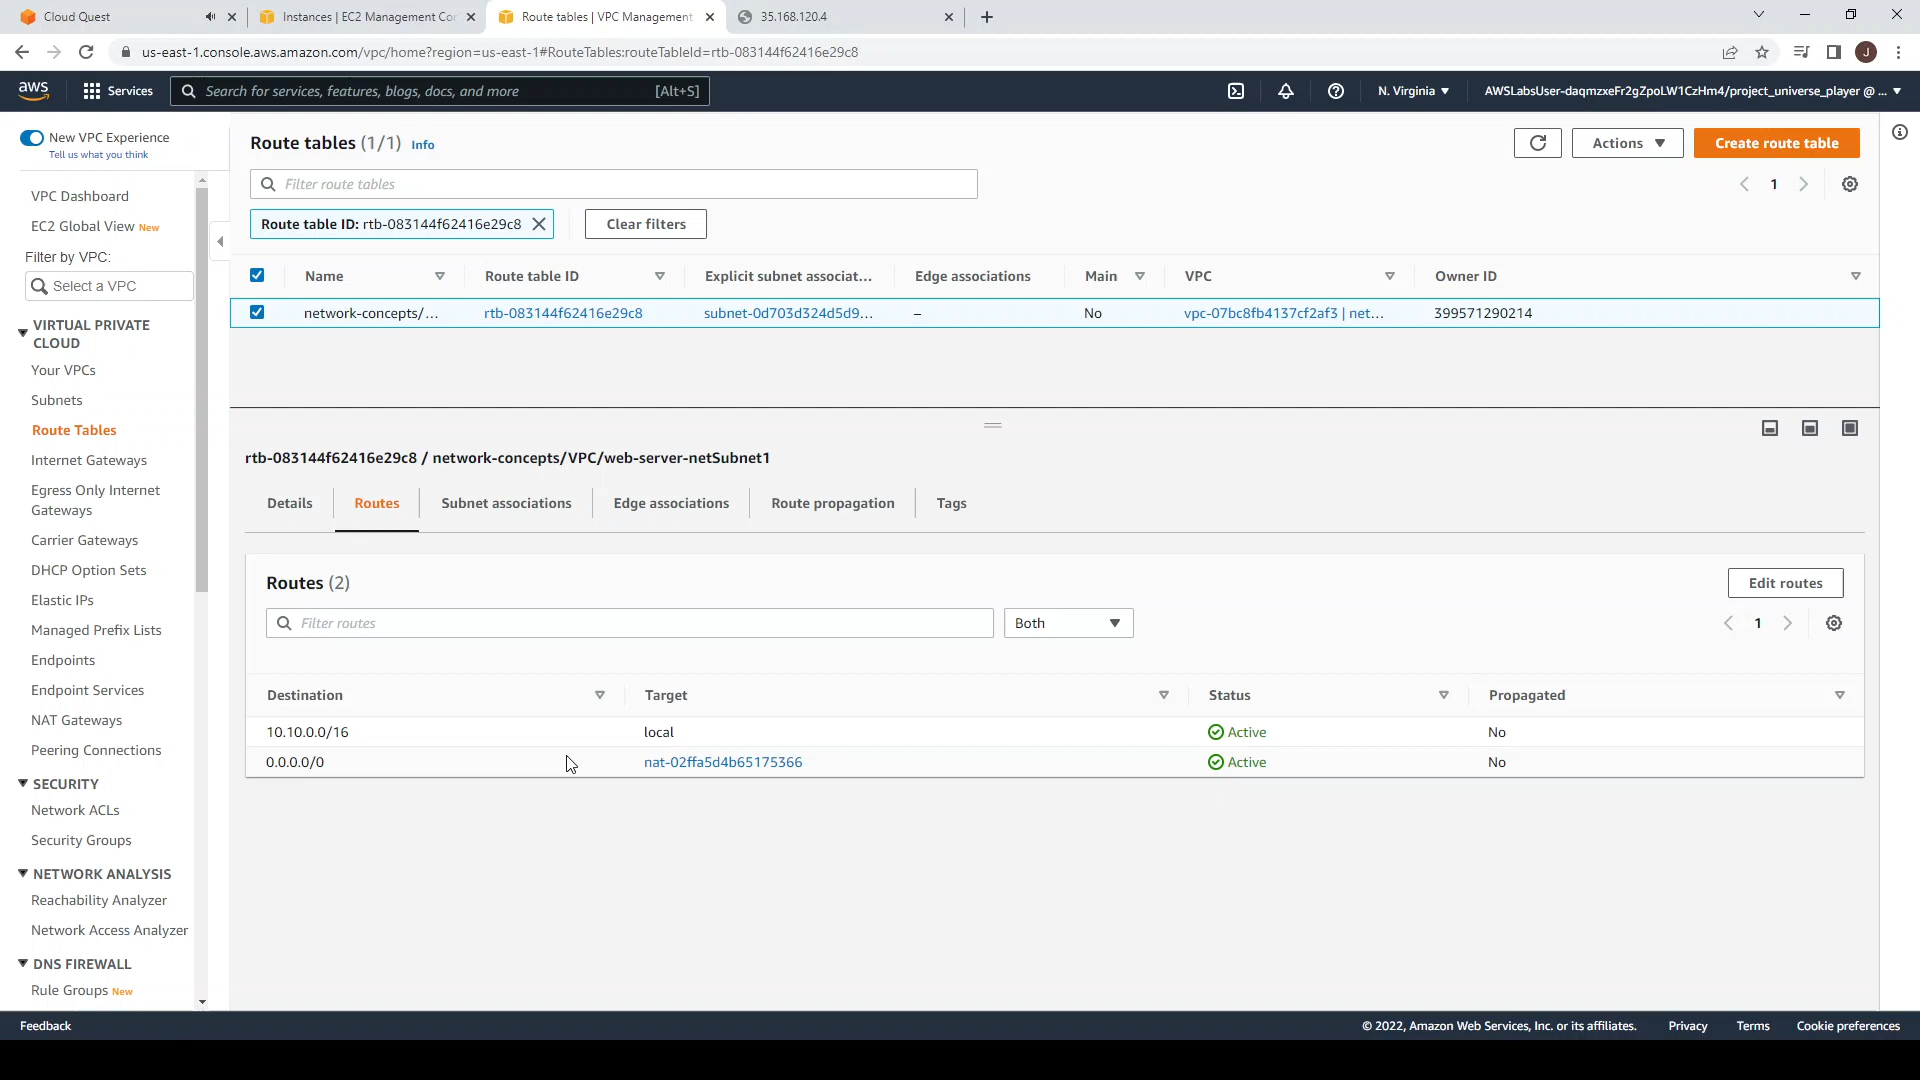 Cloud Quest
Instances | EC2 Management Cor
Route tables | VPC Management
35.168.120.4
us-east-1.console.aws.amazon.com/vpc/home?region=us-east-1#RouteTables:routeTableId=rtb-083144f62416e29c8
J
aws
Services
Search for services, features, blogs, docs, and more
[Alt+S]
N. Virginia
AWSLabsUser-daqmzxeFr2gZpoLW1CzHm4/project_universe_player @ ...
New VPC Experience
Tell us what you think
VPC Dashboard
EC2 Global View New
Filter by VPC:
Select a VPC
VIRTUAL PRIVATE
CLOUD
Your VPCs
Subnets
Route Tables
Internet Gateways
Egress Only Internet
Gateways
Carrier Gateways
DHCP Option Sets
Elastic IPs
Managed Prefix Lists
Endpoints
Endpoint Services
NAT Gateways
Peering Connections
SECURITY
Network ACLs
Security Groups
NETWORK ANALYSIS
Reachability Analyzer
Network Access Analyzer
DNS FIREWALL
Rule Groups New
Route tables (1/1) Info
Actions
Create route table
Filter route tables
1
Route table ID: rtb-083144f62416e29c8
Clear filters
Name Route table ID Explicit subnet associat... Edge associations Main VPC Owner ID
network-concepts/... rtb-083144f62416e29c8 subnet-0d703d324d5d9... – No vpc-07bc8fb4137cf2af3 | net... 399571290214
rtb-083144f62416e29c8 / network-concepts/VPC/web-server-netSubnet1
Details Routes Subnet associations Edge associations Route propagation Tags
Routes (2)
Edit routes
Filter routes
Both
1
Destination Target Status Propagated
10.10.0.0/16 local Active No
0.0.0.0/0 nat-02ffa5d4b65175366 Active No
Feedback
© 2022, Amazon Web Services, Inc. or its affiliates.
Privacy
Terms
Cookie preferences